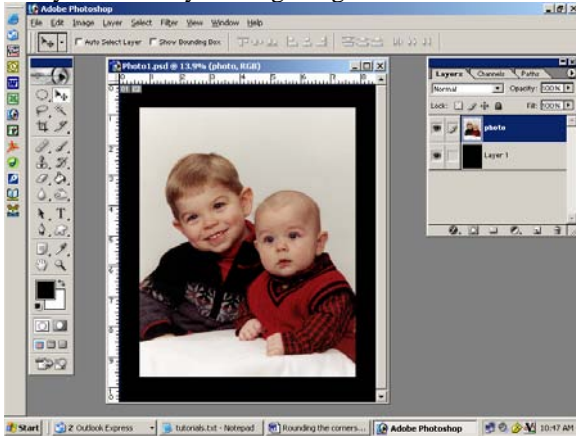 Adobe Photoshop
File Edit Image Layer Select Filter View Window Help
Auto Select Layer Show Bounding Box
Photo1.psd @ 13.9% (photo, RGB)
Layers Channels Paths
Normal Opacity: 100%
Lock: Fill: 100%
photo
Layer 1
Start 2 Outlook Express tutorials.txt - Notepad Rounding the corners... Adobe Photoshop 10:47 AM